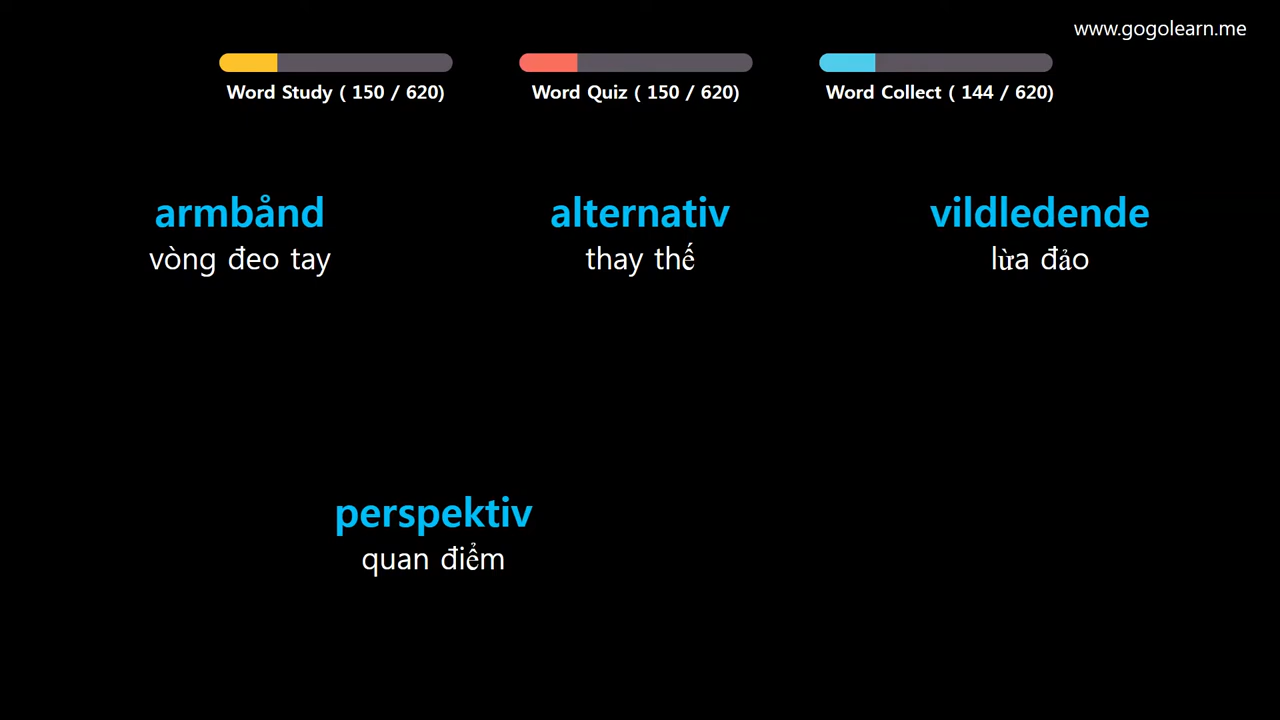 www.gogolearn.me
Word Study ( 150 / 620)
Word Quiz ( 150 / 620)
Word Collect ( 144 / 620)
armbånd
vòng đeo tay
alternativ
thay thế
vildledende
lừa đảo
perspektiv
quan điểm